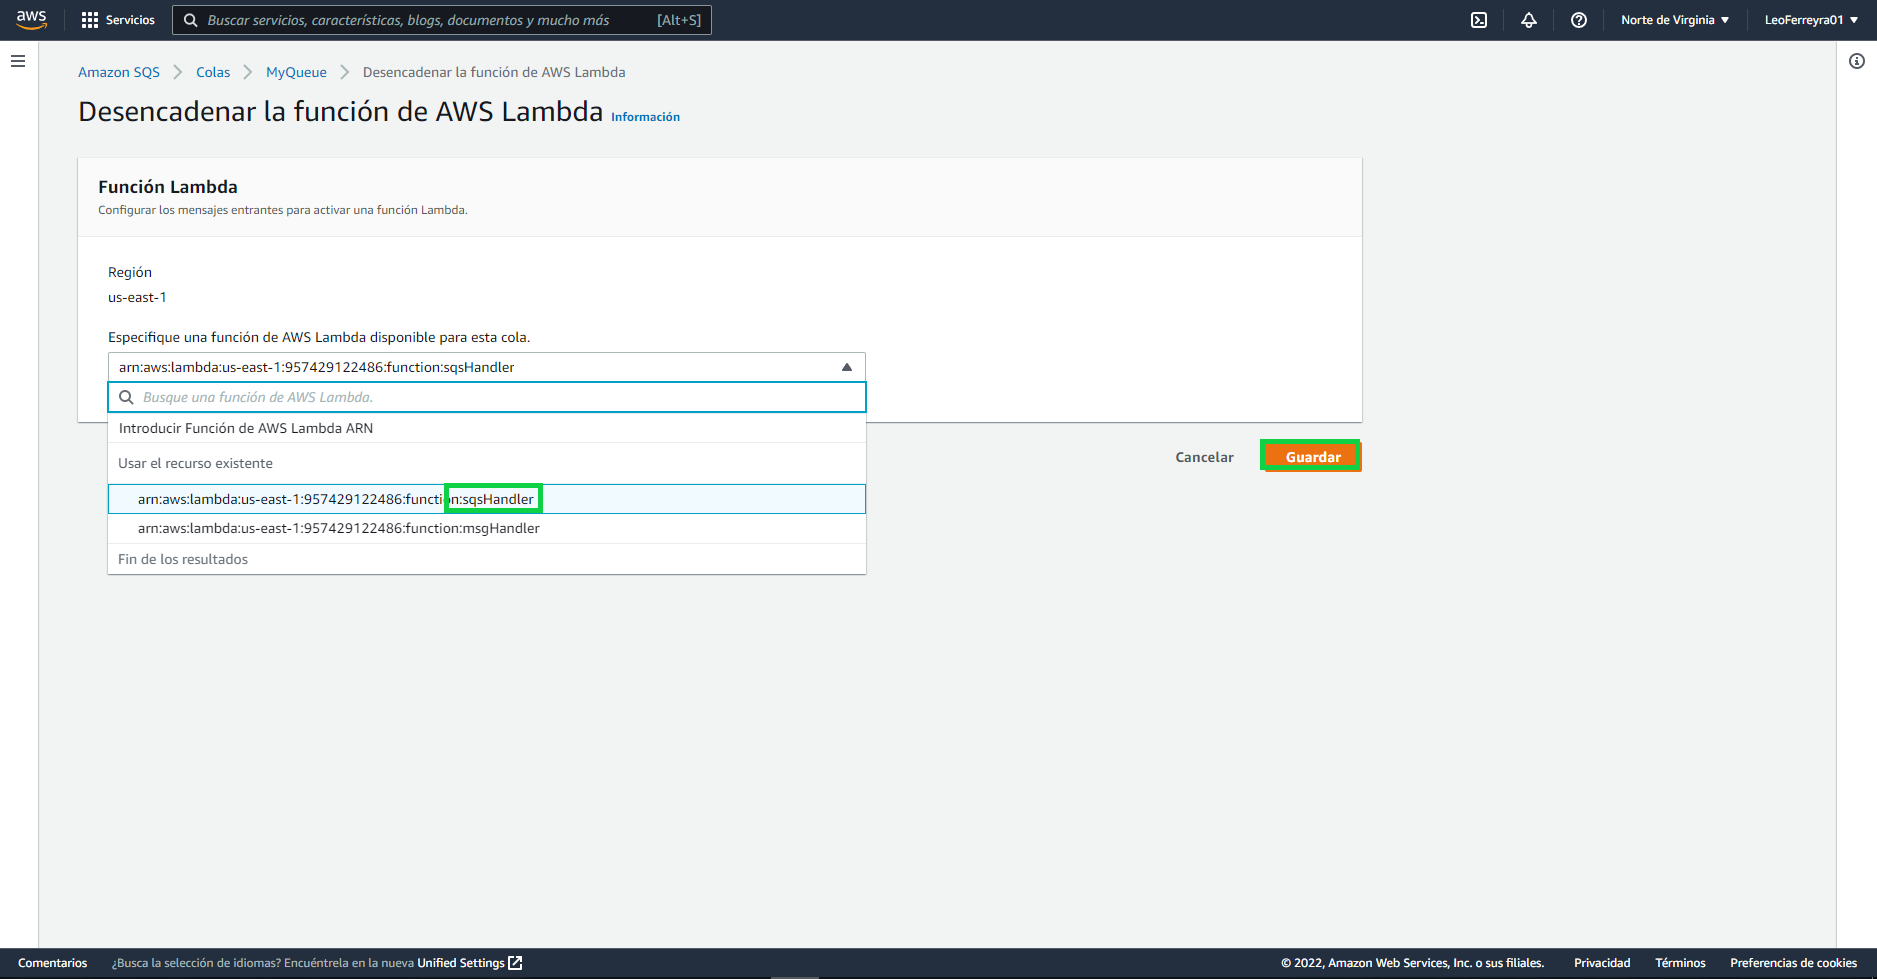 aws
Servicios
Buscar servicios, características, blogs, documentos y mucho más [Alt+S]
Norte de Virginia
LeoFerreyra01
Amazon SQS
Colas
MyQueue
Desencadenar la función de AWS Lambda
Desencadenar la función de AWS Lambda Información
Función Lambda
Configurar los mensajes entrantes para activar una función Lambda.
Región
us-east-1
Especifique una función de AWS Lambda disponible para esta cola.
arn:aws:lambda:us-east-1:957429122486:function:sqsHandler
Busque una función de AWS Lambda.
Introducir Función de AWS Lambda ARN
Usar el recurso existente
arn:aws:lambda:us-east-1:957429122486:function:sqsHandler
arn:aws:lambda:us-east-1:957429122486:function:msgHandler
Fin de los resultados
Cancelar
Guardar
Comentarios
¿Busca la selección de idiomas? Encuéntrela en la nueva Unified Settings
© 2022, Amazon Web Services, Inc. o sus filiales.
Privacidad
Términos
Preferencias de cookies